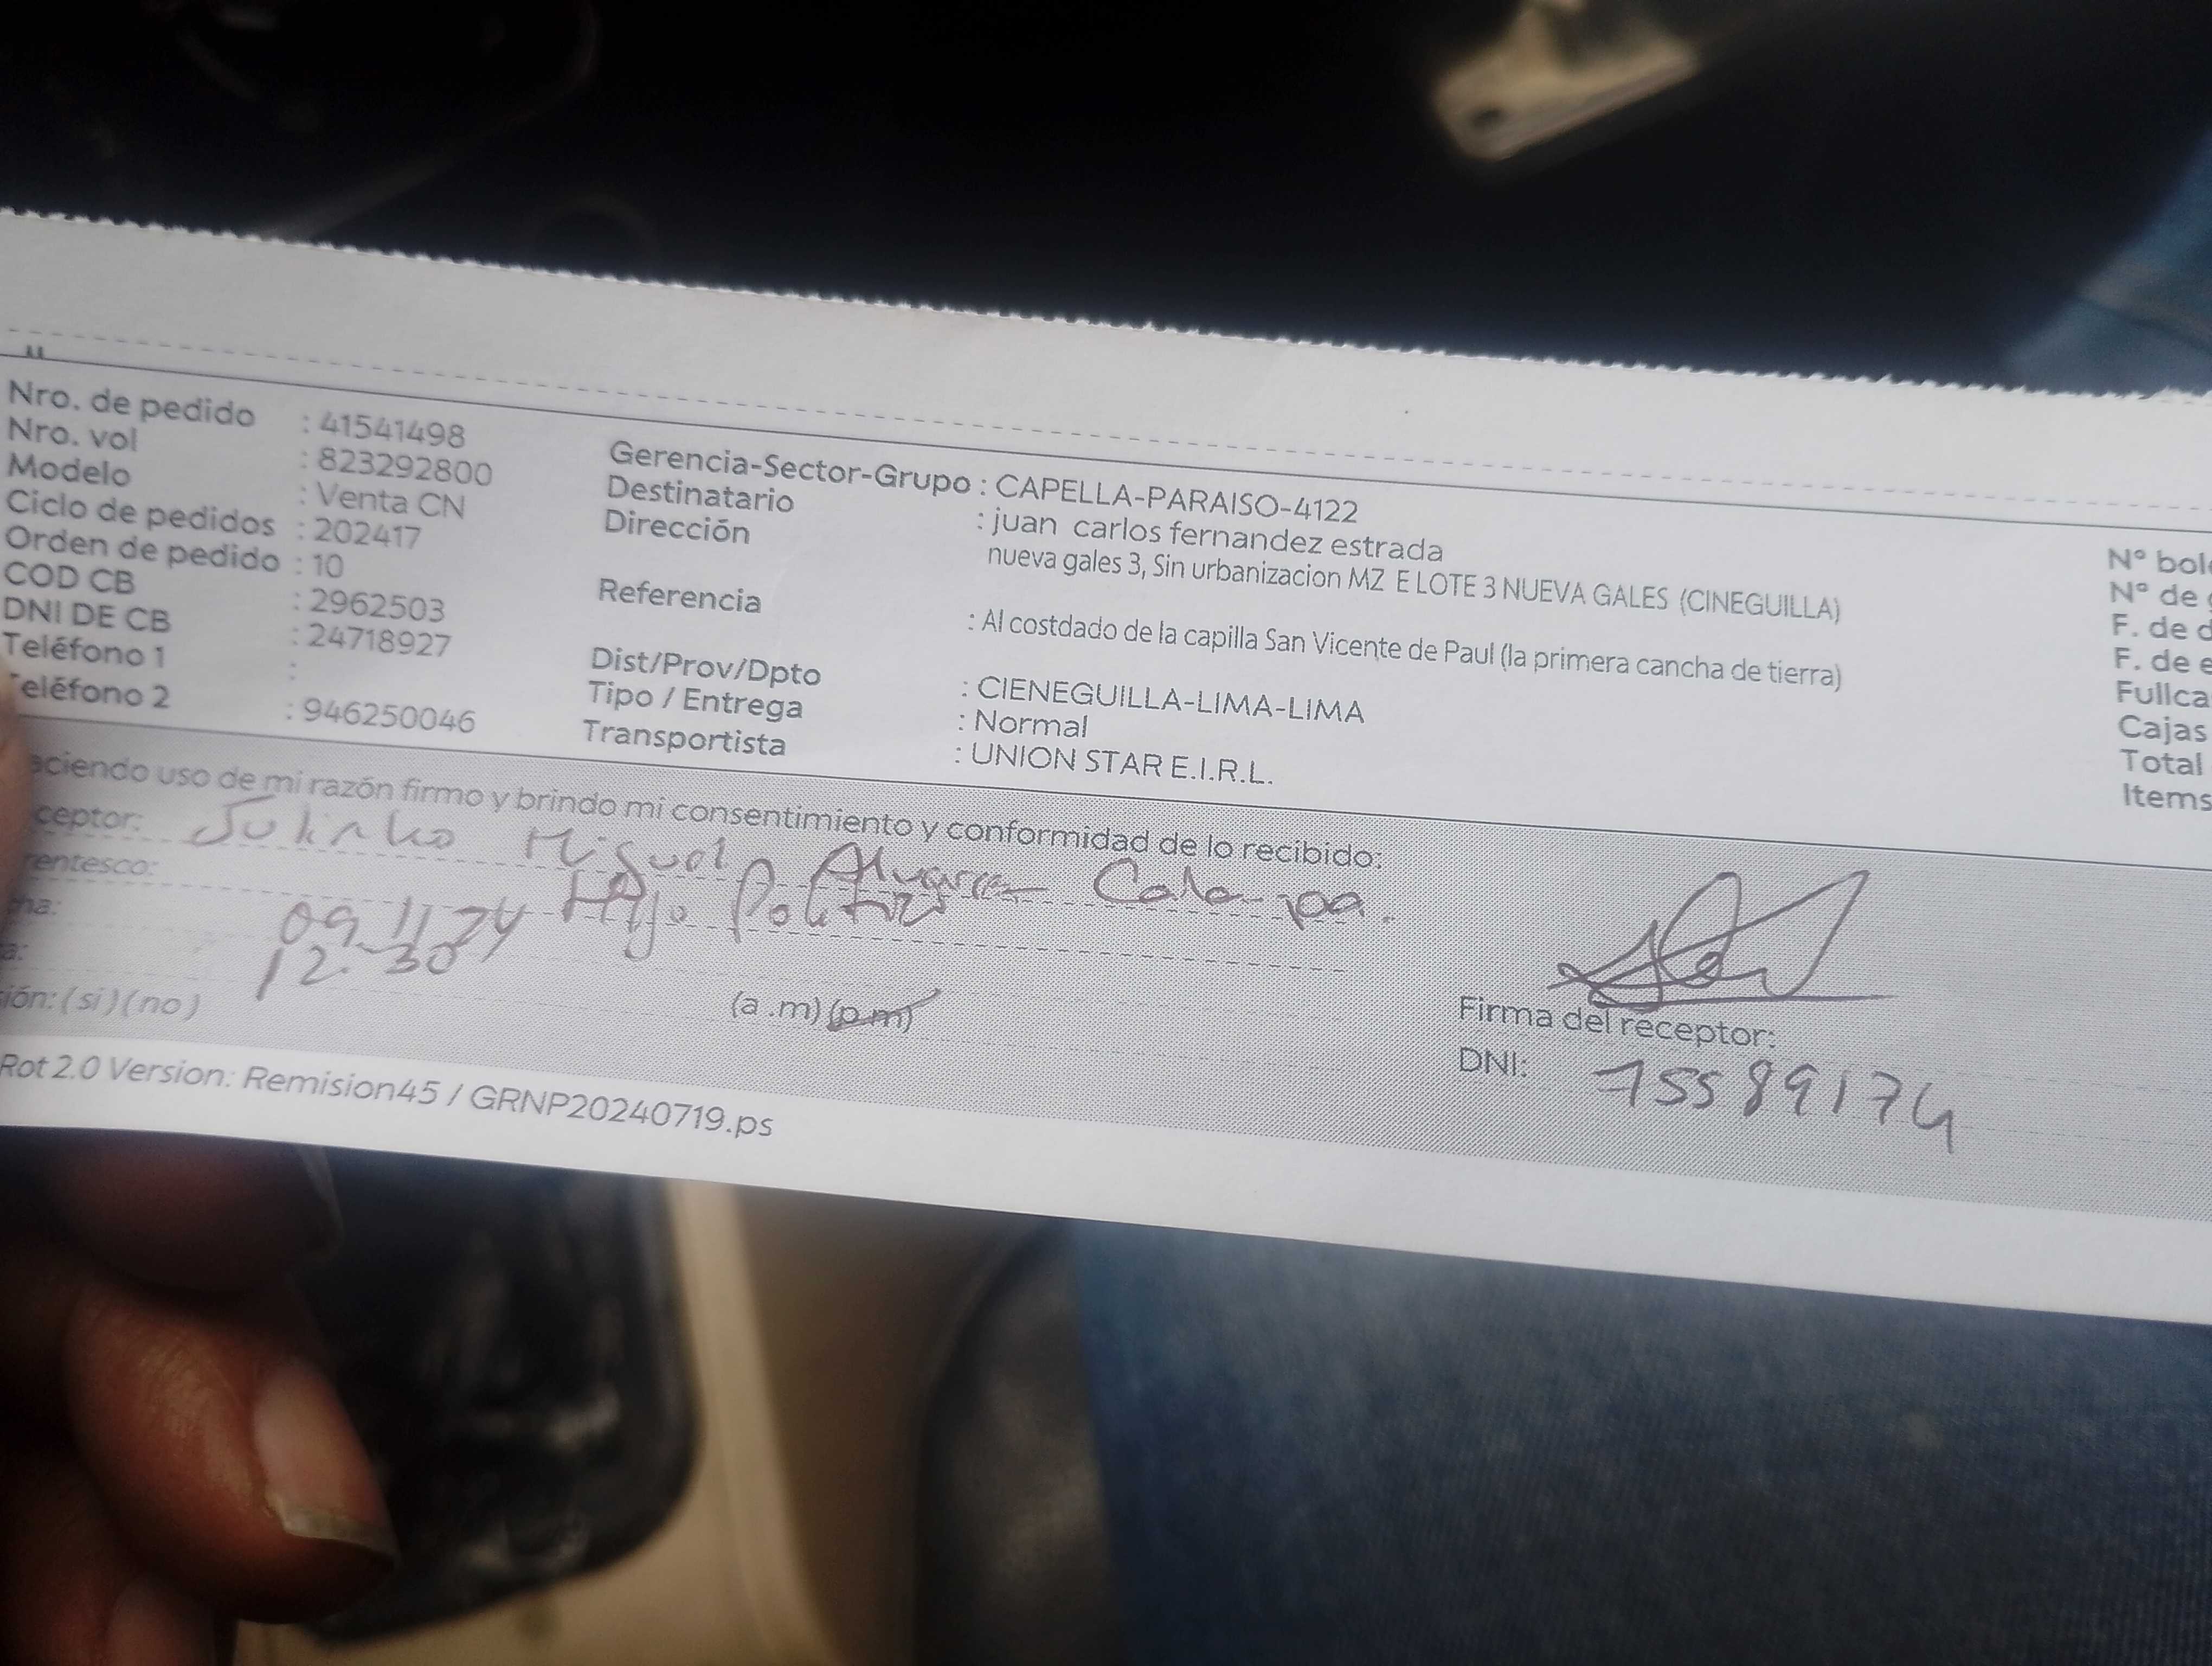 Nro. de pedido : 41541498
Nro. vol : 823292800
Modelo : Venta CN
Ciclo de pedidos : 202417
Orden de pedido : 10
COD CB : 2962503
DNI DE CB : 24718927
Teléfono 1 :
eléfono 2 : 946250046
Gerencia-Sector-Grupo : CAPELLA-PARAISO-4122
Destinatario : juan carlos fernandez estrada
Dirección nueva gales 3, Sin urbanizacion MZ E LOTE 3 NUEVA GALES (CINEGUILLA)
Referencia : Al costdado de la capilla San Vicente de Paul (la primera cancha de tierra)
Dist/Prov/Dpto : CIENEGUILLA-LIMA-LIMA
Tipo / Entrega : Normal
Transportista : UNION STAR E.I.R.L.
N° bol
N° de
F. de d
F. de e
Fullca
Cajas
Total
Items
aciendo uso de mi razón firmo y brindo mi consentimiento y conformidad de lo recibido:
ceptor: Julinho Miguel
rentesco: Hijo Politico
ha: 09-11-24
a: 12-30 (a .m) (p.m)
sión: (si) (no)
Firma del receptor:
DNI: 75589174
Rot 2.0 Version: Remision45 / GRNP20240719.ps